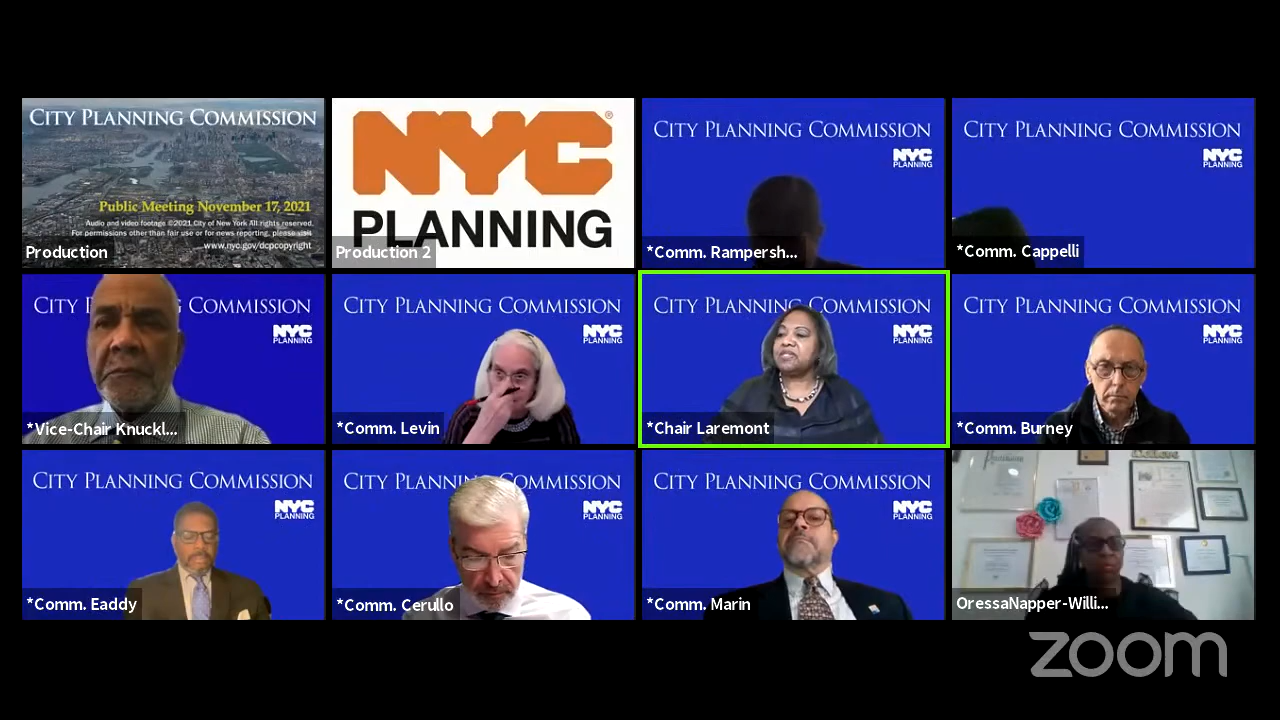 CITY PLANNING COMMISSION
Public Meeting November 17, 2021
Audio and video footage ©2021 City of New York All rights reserved.
For permissions other than fair use or for news reporting, please visit
www.nyc.gov/dcpcopyright
Production
NYC®
PLANNING
Production 2
CITY PLANNING COMMISSION
NYC
PLANNING
*Comm. Rampersh...
CITY PLANNING COMMISSION
NYC
PLANNING
*Comm. Cappelli
CITY P G COMMISSION
NYC
PLANNING
*Vice-Chair Knuckl...
CITY PLANNING COMMISSION
NYC
PLANNING
*Comm. Levin
CITY PLANNING COMMISSION
NYC
PLANNING
*Chair Laremont
CITY PLANNING COMMISSION
NYC
PLANNING
*Comm. Burney
CITY PLANNING COMMISSION
NYC
PLANNING
*Comm. Eaddy
CITY PLANNING COMMISSION
NYC
PLANNING
*Comm. Cerullo
CITY PLANNING COMMISSION
NYC
PLANNING
*Comm. Marin
OressaNapper-Willi...
zoom